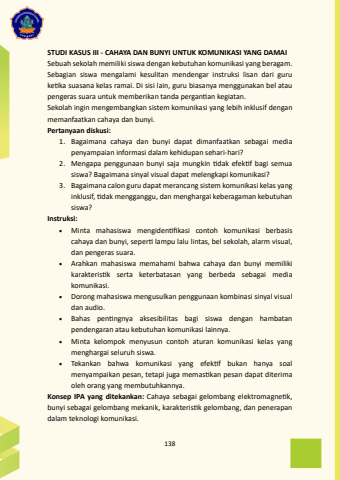 STUDI KASUS III - CAHAYA DAN BUNYI UNTUK KOMUNIKASI YANG DAMAI
Sebuah sekolah memiliki siswa dengan kebutuhan komunikasi yang beragam.
Sebagian siswa mengalami kesulitan mendengar instruksi lisan dari guru
ketika suasana kelas ramai. Di sisi lain, guru biasanya menggunakan bel atau
pengeras suara untuk memberikan tanda pergantian kegiatan.
Sekolah ingin mengembangkan sistem komunikasi yang lebih inklusif dengan
memanfaatkan cahaya dan bunyi.
Pertanyaan diskusi:
1. Bagaimana cahaya dan bunyi dapat dimanfaatkan sebagai media
penyampaian informasi dalam kehidupan sehari-hari?
2. Mengapa penggunaan bunyi saja mungkin tidak efektif bagi semua
siswa? Bagaimana sinyal visual dapat melengkapi komunikasi?
3. Bagaimana calon guru dapat merancang sistem komunikasi kelas yang
inklusif, tidak mengganggu, dan menghargai keberagaman kebutuhan
siswa?
Instruksi:
• Minta mahasiswa mengidentifikasi contoh komunikasi berbasis
cahaya dan bunyi, seperti lampu lalu lintas, bel sekolah, alarm visual,
dan pengeras suara.
• Arahkan mahasiswa memahami bahwa cahaya dan bunyi memiliki
karakteristik serta keterbatasan yang berbeda sebagai media
komunikasi.
• Dorong mahasiswa mengusulkan penggunaan kombinasi sinyal visual
dan audio.
• Bahas pentingnya aksesibilitas bagi siswa dengan hambatan
pendengaran atau kebutuhan komunikasi lainnya.
• Minta kelompok menyusun contoh aturan komunikasi kelas yang
menghargai seluruh siswa.
• Tekankan bahwa komunikasi yang efektif bukan hanya soal
menyampaikan pesan, tetapi juga memastikan pesan dapat diterima
oleh orang yang membutuhkannya.
Konsep IPA yang ditekankan: Cahaya sebagai gelombang elektromagnetik,
bunyi sebagai gelombang mekanik, karakteristik gelombang, dan penerapan
dalam teknologi komunikasi.
138